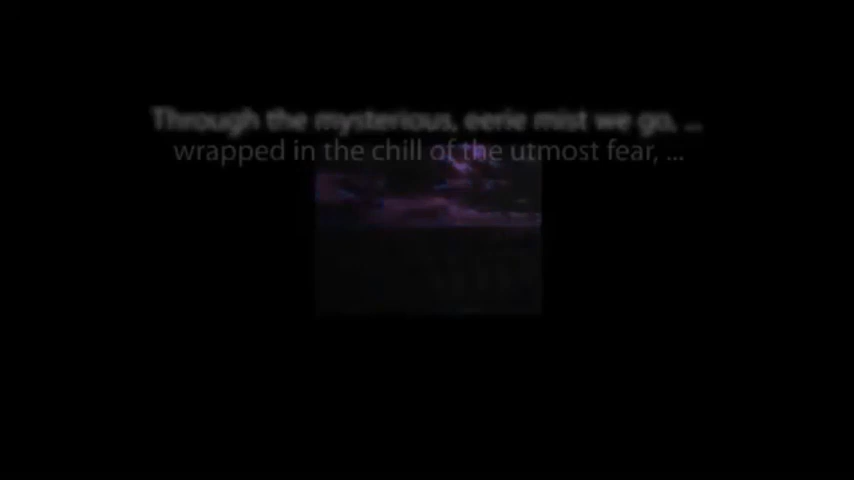 Through the mysterious, eerie mist we go, ...
wrapped in the chill of the utmost fear, ...